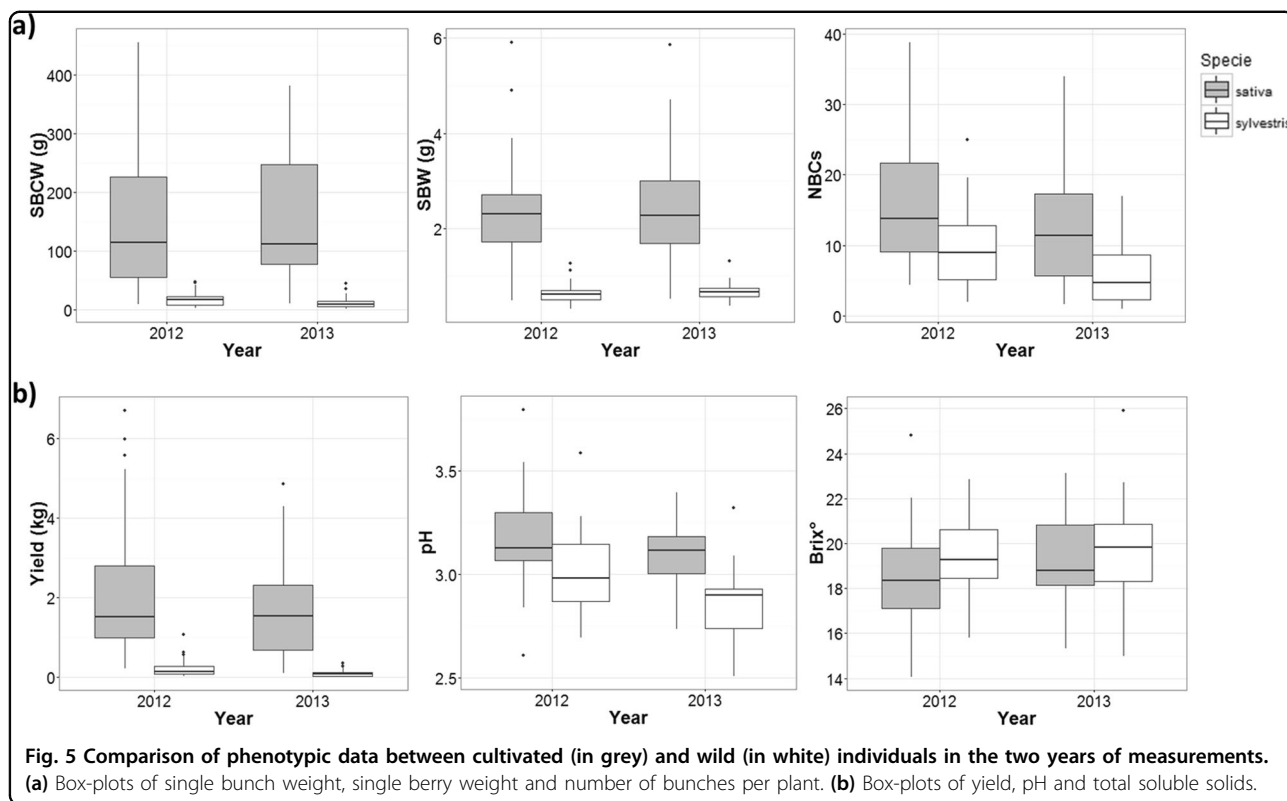 a)
SBCW (g)
400
300
200
100
0
2012 2013
Year
SBW (g)
6
4
2
2012 2013
Year
NBCs
40
30
20
10
0
2012 2013
Year
Specie
sativa
sylvestris
b)
Yield (kg)
6
4
2
0
2012 2013
Year
pH
3.5
3.0
2.5
2012 2013
Year
Brix°
26
24
22
20
18
16
14
2012 2013
Year
Fig. 5 Comparison of phenotypic data between cultivated (in grey) and wild (in white) individuals in the two years of measurements.
(a) Box-plots of single bunch weight, single berry weight and number of bunches per plant. (b) Box-plots of yield, pH and total soluble solids.